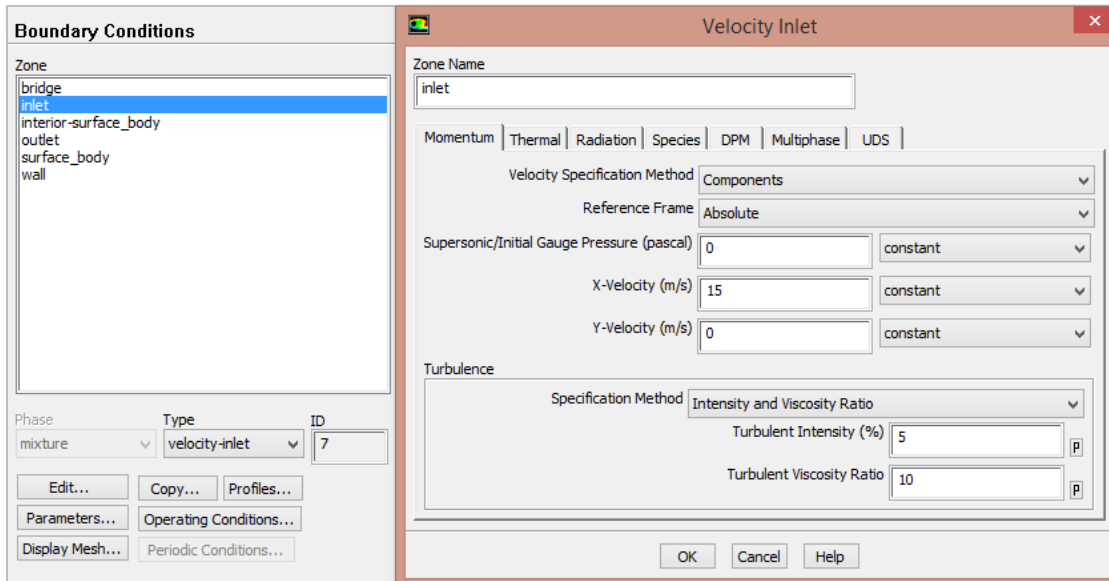 Boundary Conditions
Zone
bridge
inlet
interior-surface_body
outlet
surface_body
wall
Phase Type ID
mixture velocity-inlet 7
Edit... Copy... Profiles...
Parameters... Operating Conditions...
Display Mesh... Periodic Conditions...
Velocity Inlet
Zone Name
inlet
Momentum Thermal Radiation Species DPM Multiphase UDS
Velocity Specification Method Components
Reference Frame Absolute
Supersonic/Initial Gauge Pressure (pascal) 0 constant
X-Velocity (m/s) 15 constant
Y-Velocity (m/s) 0 constant
Turbulence
Specification Method Intensity and Viscosity Ratio
Turbulent Intensity (%) 5 P
Turbulent Viscosity Ratio 10 P
OK Cancel Help